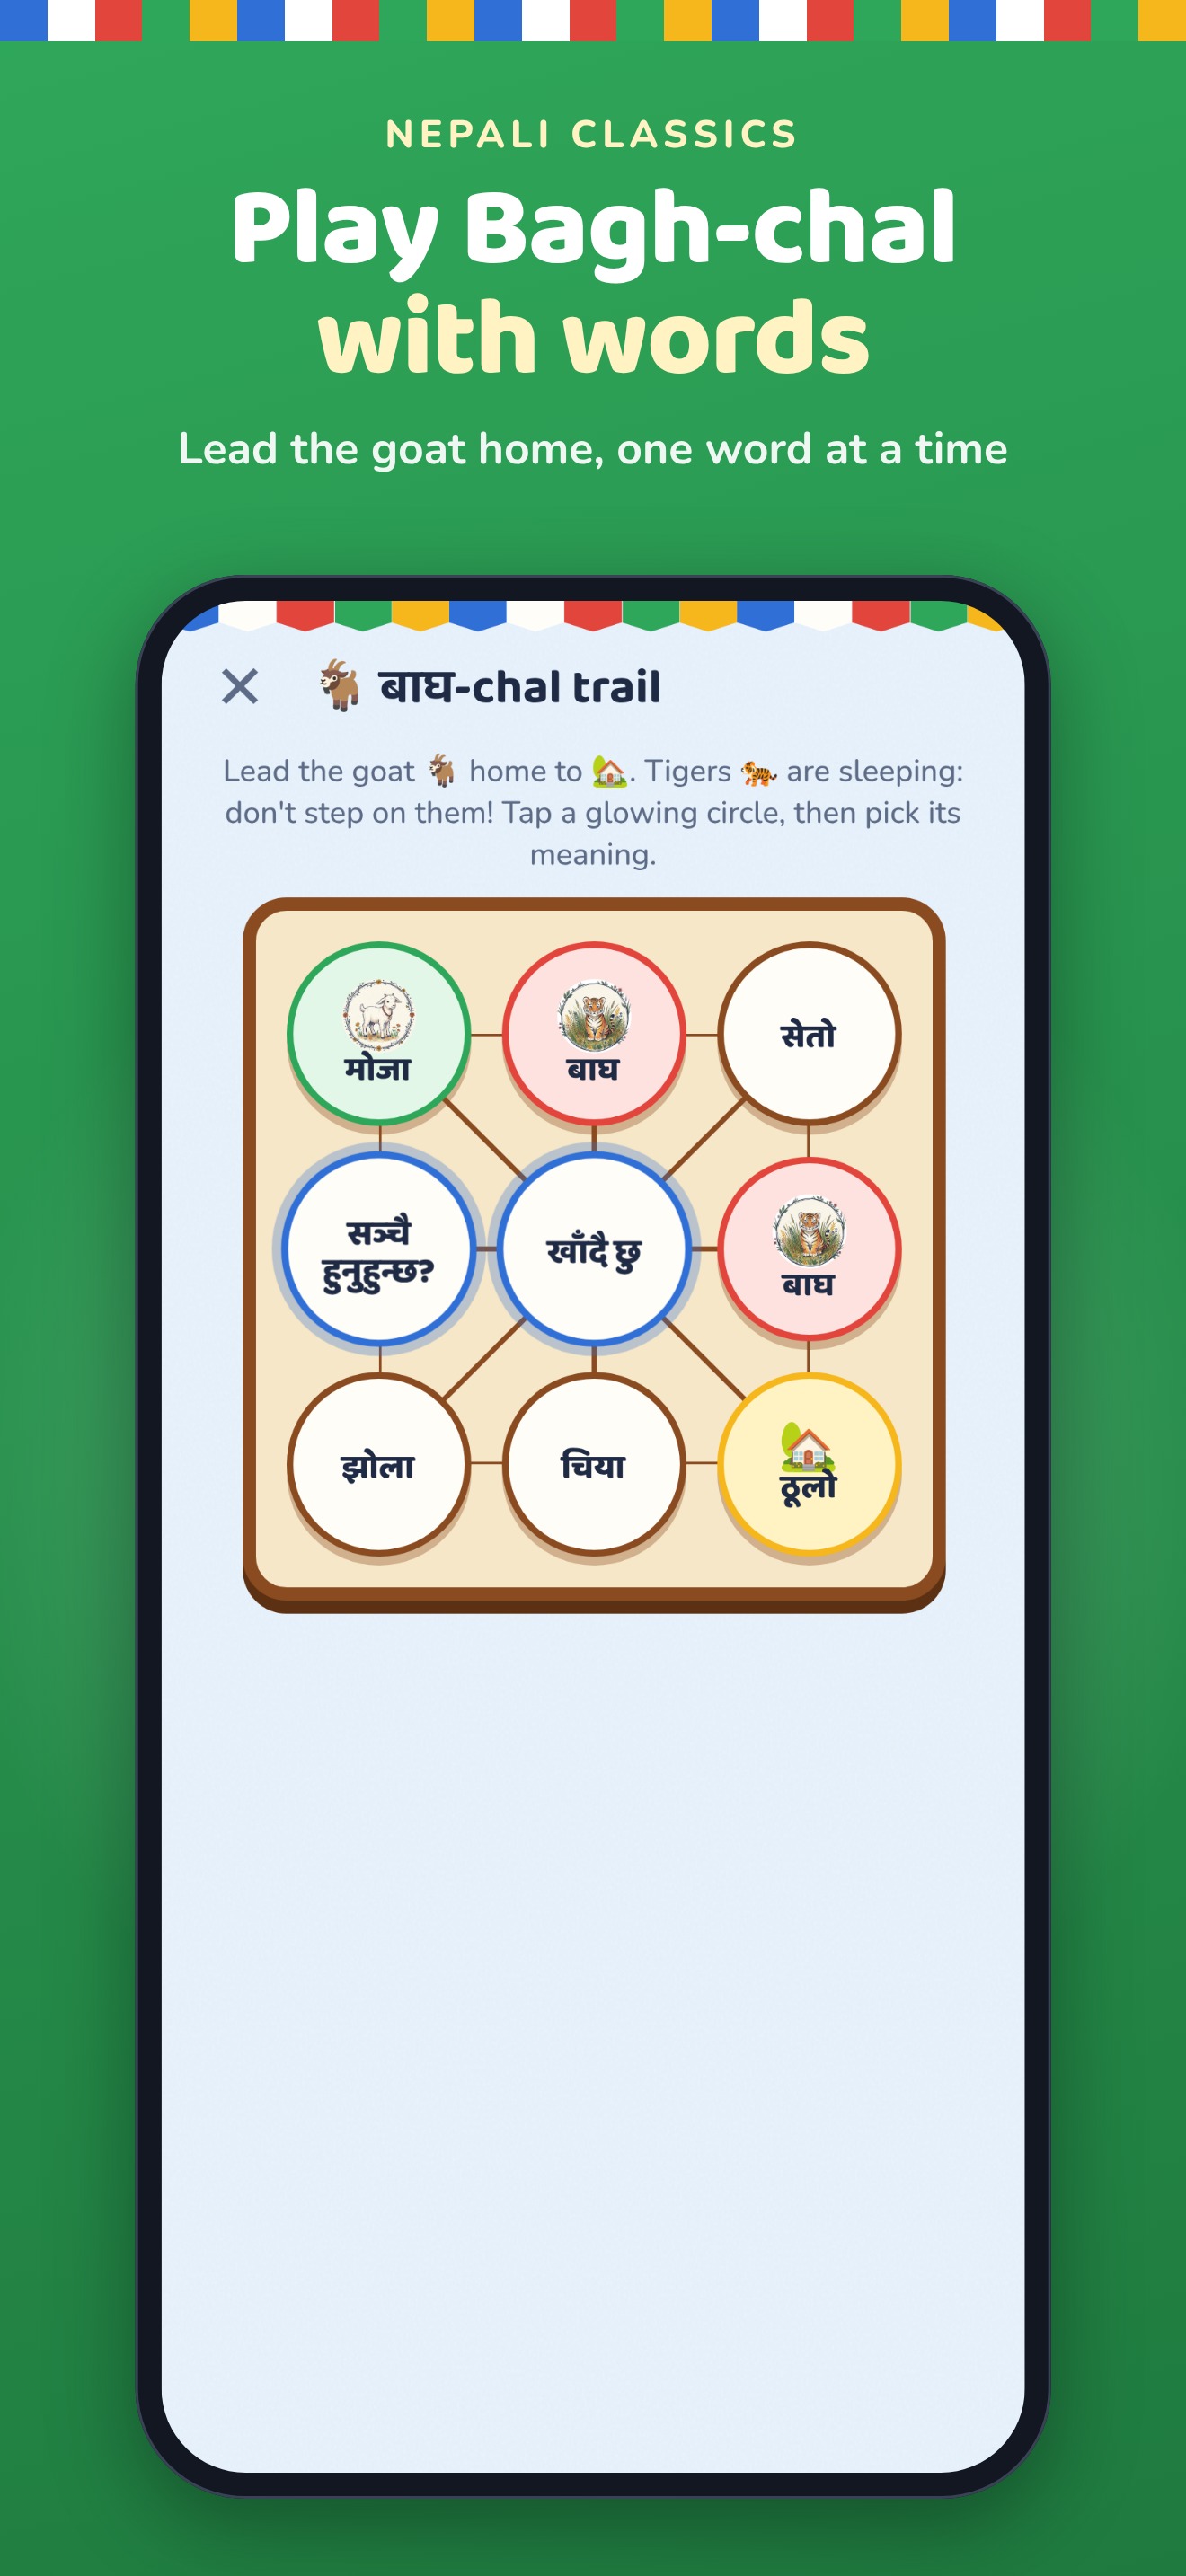 NEPALI CLASSICS
Play Bagh-chal
with words
Lead the goat home, one word at a time
बाघ-chal trail
Lead the goat 🐐 home to 🏡. Tigers 🐅 are sleeping:
don't step on them! Tap a glowing circle, then pick its
meaning.
मोजा
बाघ
सेतो
सञ्चै
हुनुहुन्छ?
खाँदै छु
बाघ
झोला
चिया
ठूलो